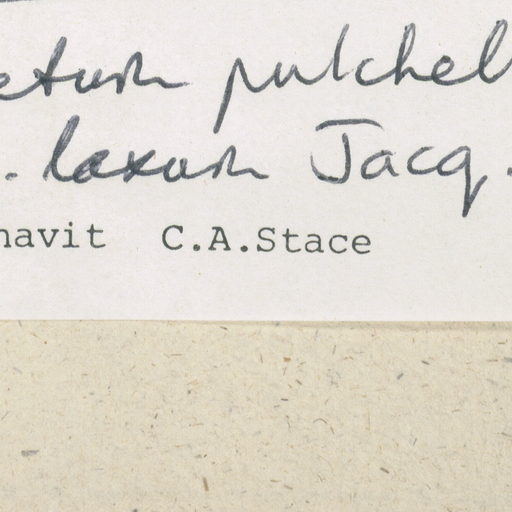 etum pulchel
. laxum Jacq.
navit C.A.Stace